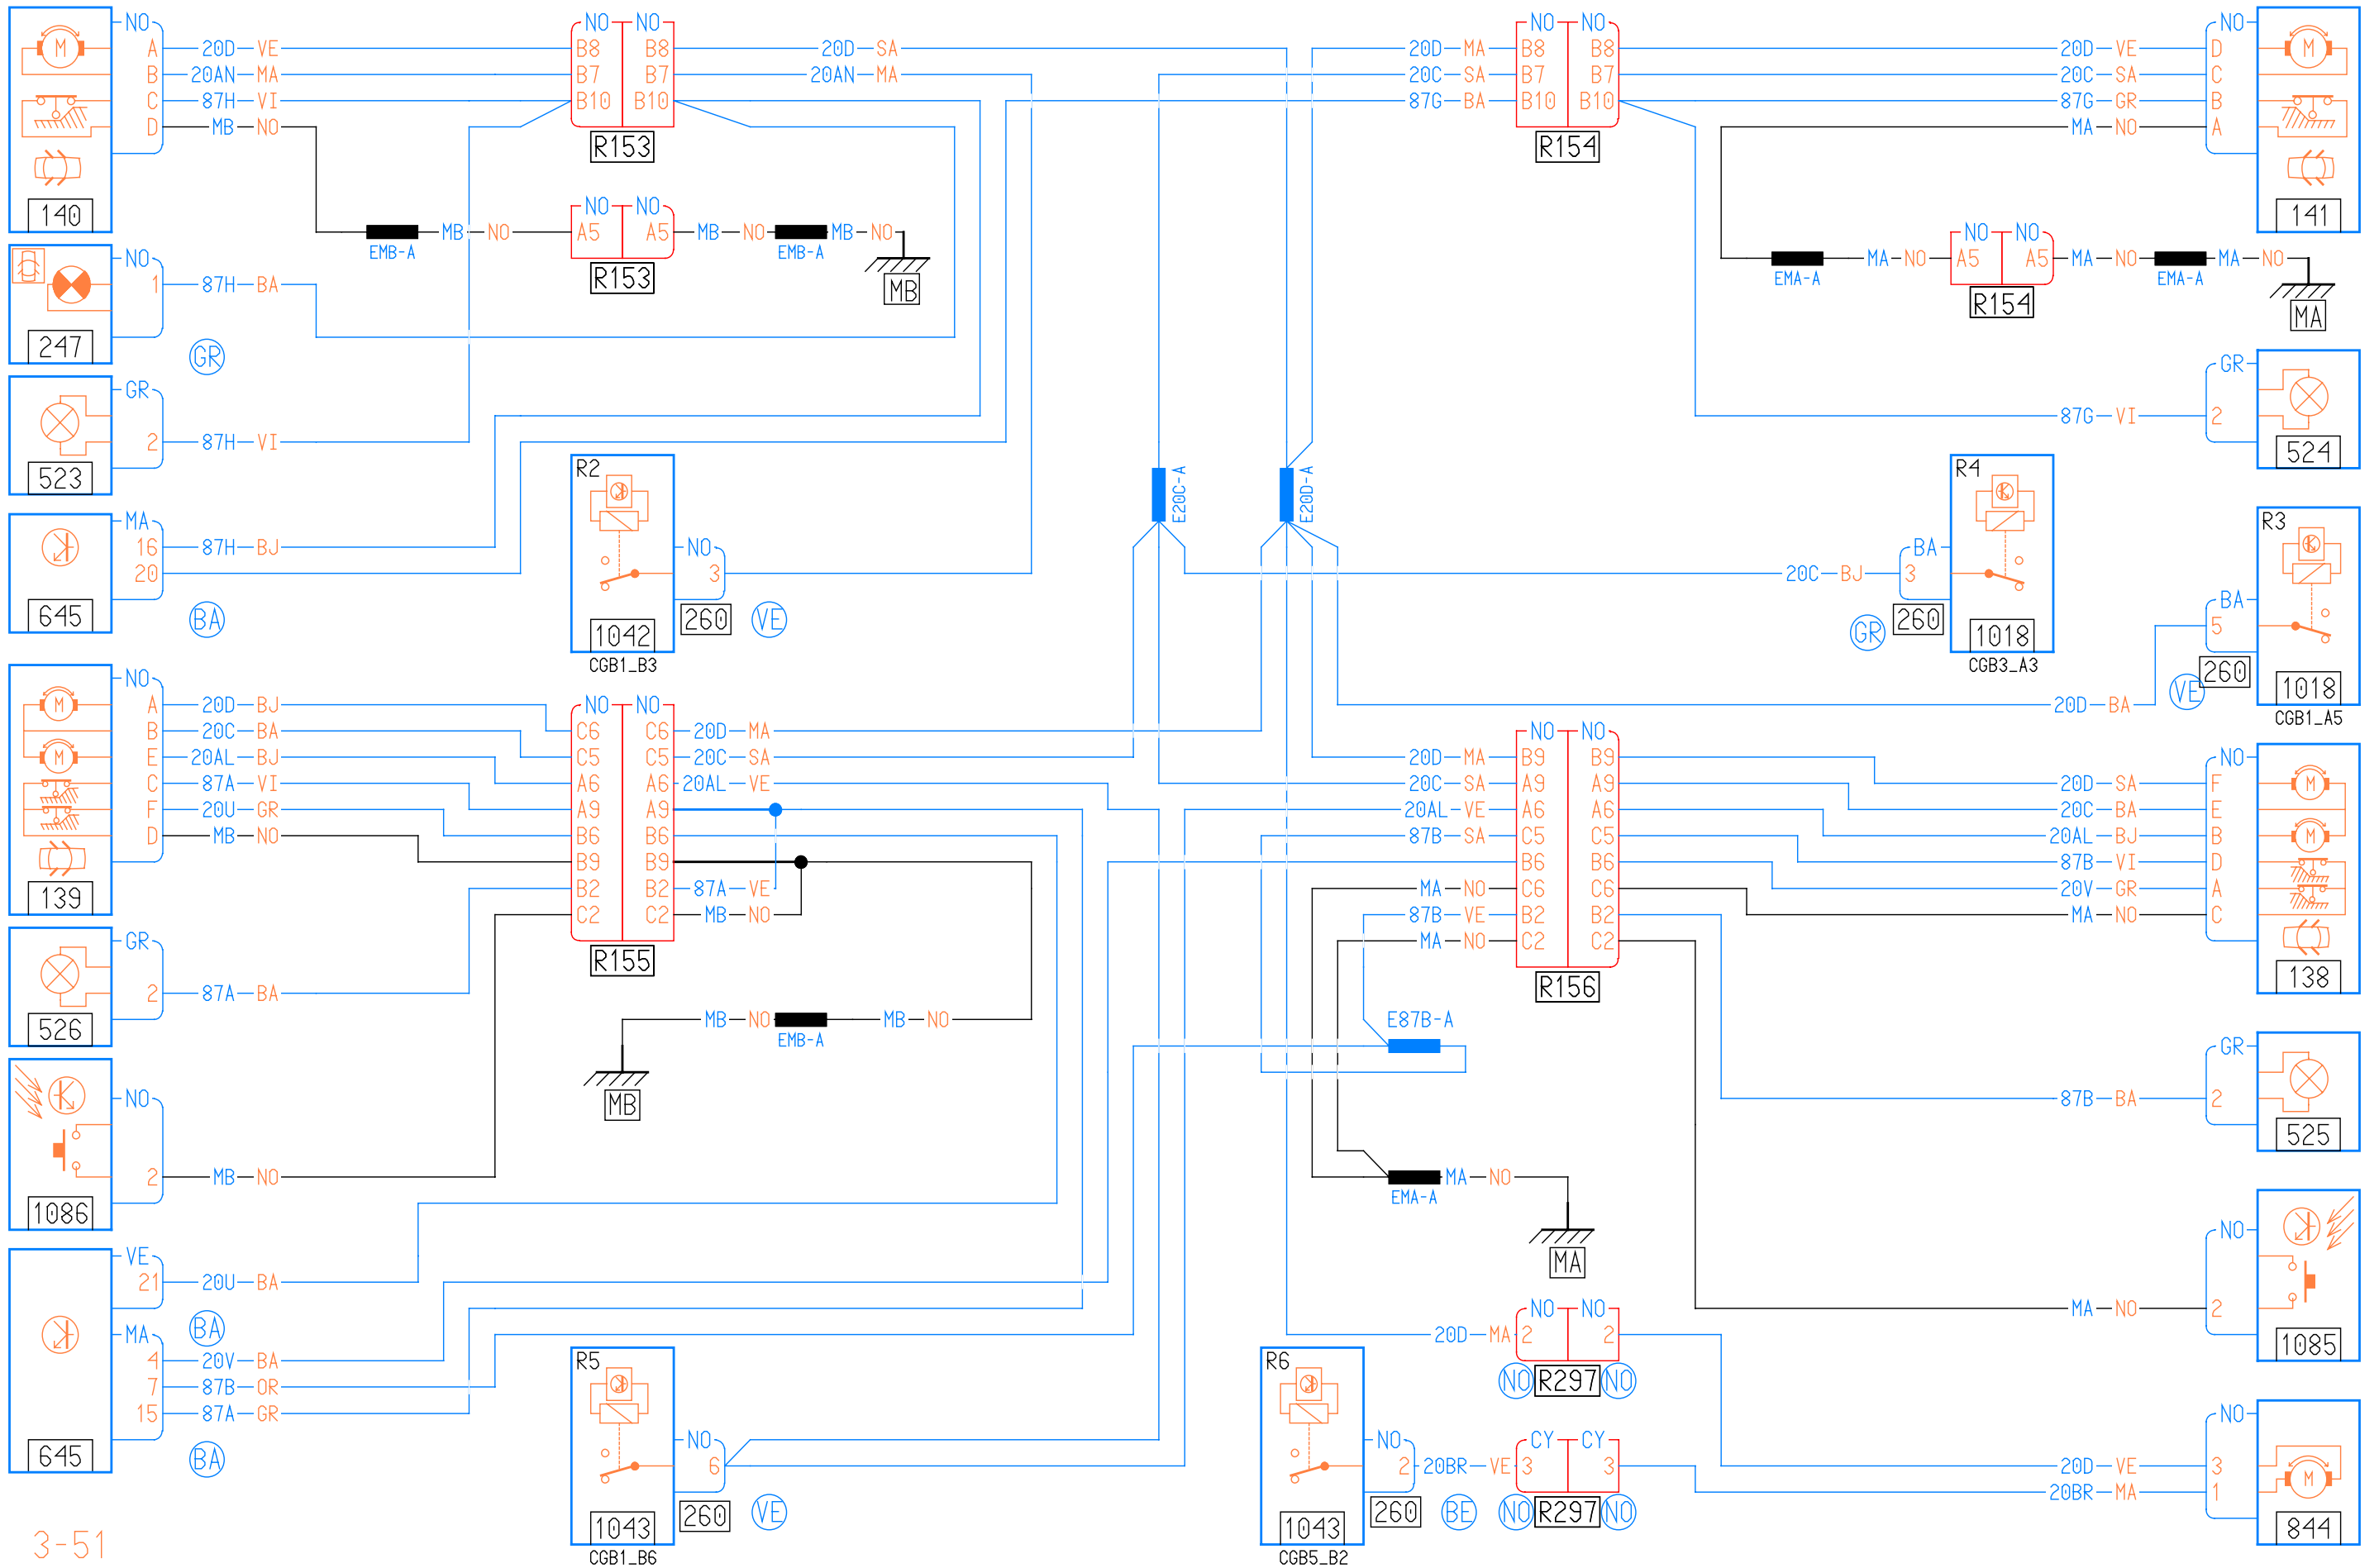 NO NO NO NO NO NO
A 20D VE B8 B8 20D SA 20D MA B8 B8 20D VE D
B 20AN MA B7 B7 20AN MA 20C SA B7 B7 20C SA C
C 87H VI B10 B10 87G BA B10 B10 87G GR B
D MB NO MA NO A
R153 R154
140 141
NO NO
EMB-A MB NO A5 A5 MB NO EMB-A MB NO
R153 MB
NO NO
EMA-A MA NO A5 A5 MA NO EMA-A MA NO
R154 MA
NO
1 87H BA
247 GR
GR
2 87G VI
524
GR
2 87H VI
523
MA
16 87H BJ
20
645 BA
R2
NO
3
1042 260 VE
CGB1_B3
E20C-A E20D-A
R4
BA
20C BJ 3
GR 260 1018
CGB3_A3
R3
BA
5
260 VE 1018
20D BA
CGB1_A5
NO NO NO
A 20D BJ C6 C6 20D MA
B 20C BA C5 C5 20C SA
E 20AL BJ A6 A6 20AL VE
C 87A VI A9 A9
F 20U GR B6 B6
D MB NO B9 B9
B2 B2 87A VE
C2 C2 MB NO
139 R155
NO NO NO
20D MA B9 B9 20D SA F
20C SA A9 A9 20C BA E
20AL VE A6 A6 20AL BJ B
87B SA C5 C5 87B VI D
B6 B6 20V GR A
MA NO C6 C6 MA NO C
87B VE B2 B2
MA NO C2 C2
R156 138
GR
2 87A BA
526
MB NO EMB-A MB NO
MB
E87B-A
GR
87B BA 2
525
NO
2 MB NO
1086
EMA-A MA NO
MA
NO
MA NO 2
1085
VE
21 20U BA
BA
MA
4 20V BA
7 87B OR
15 87A GR
645 BA
R5
NO
6
1043 260 VE
CGB1_B6
NO NO
20D MA 2 2
NO R297 NO
R6
NO CY CY NO
2 20BR VE 3 3 20D VE 3
20BR MA 1
1043 260 BE NO R297 NO 844
CGB5_B2
3-51